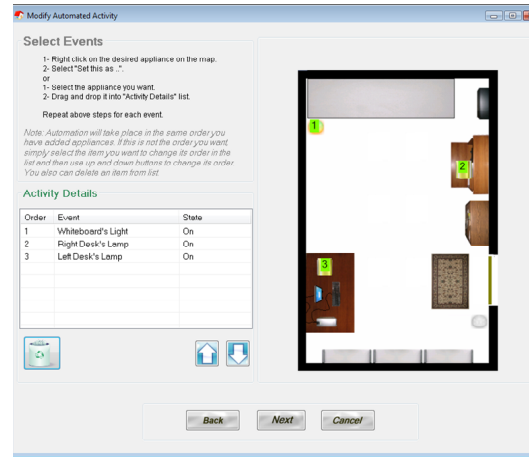 Modify Automated Activity
Select Events
1- Right click on the desired appliance on the map.
2- Select "Set this as ..".
or
1- Select the appliance you want.
2- Drag and drop it into "Activity Details" list.
Repeat above steps for each event.
Note: Automation will take place in the same order you
have added appliances. If this is not the order you want,
simply select the item you want to change its order in the
list and then use up and down buttons to change its order.
You also can delete an item from list.
Activity Details
Order Event State
1 Whiteboard's Light On
2 Right Desk's Lamp On
3 Left Desk's Lamp On
1
2
3
Back Next Cancel